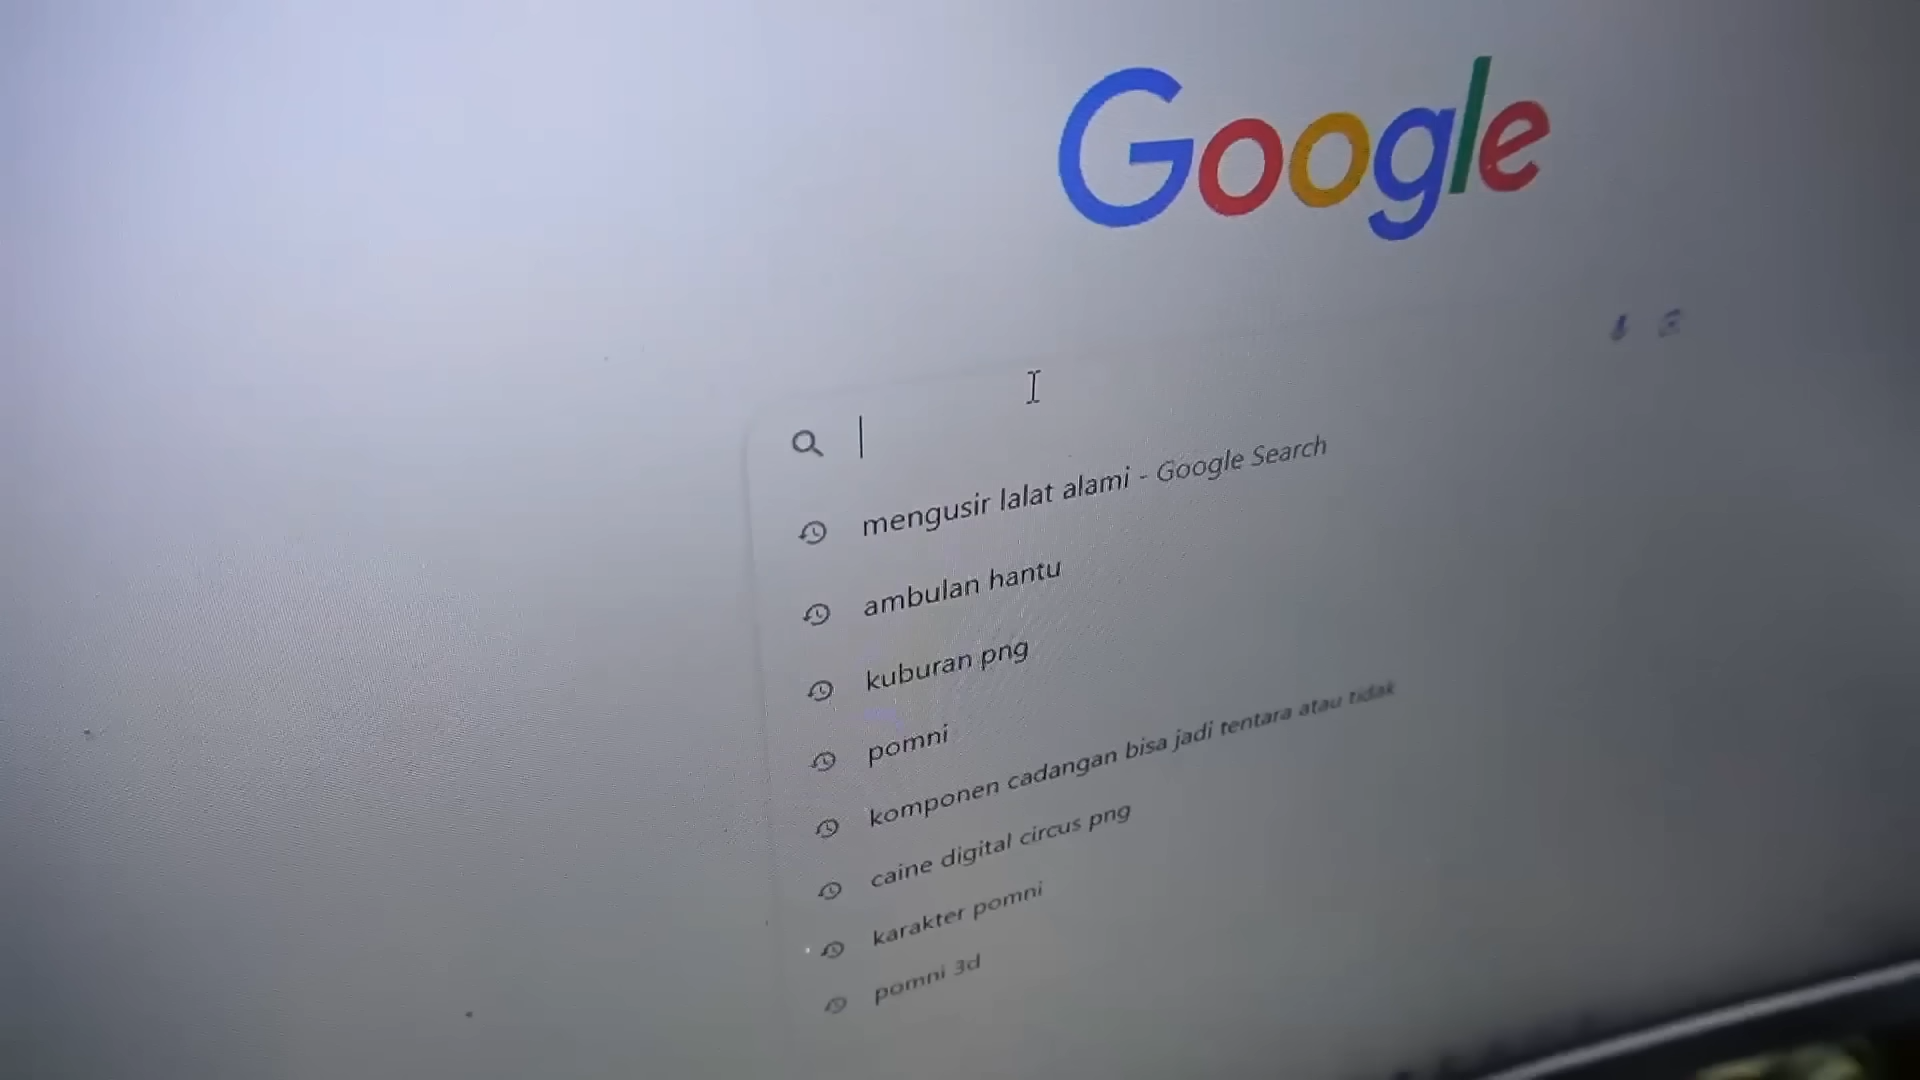 Google
mengusir lalat alami - Google Search
ambulan hantu
kuburan png
pomni
komponen cadangan bisa jadi tentara atau tidak
caine digital circus png
karakter pomni
pomni 3d